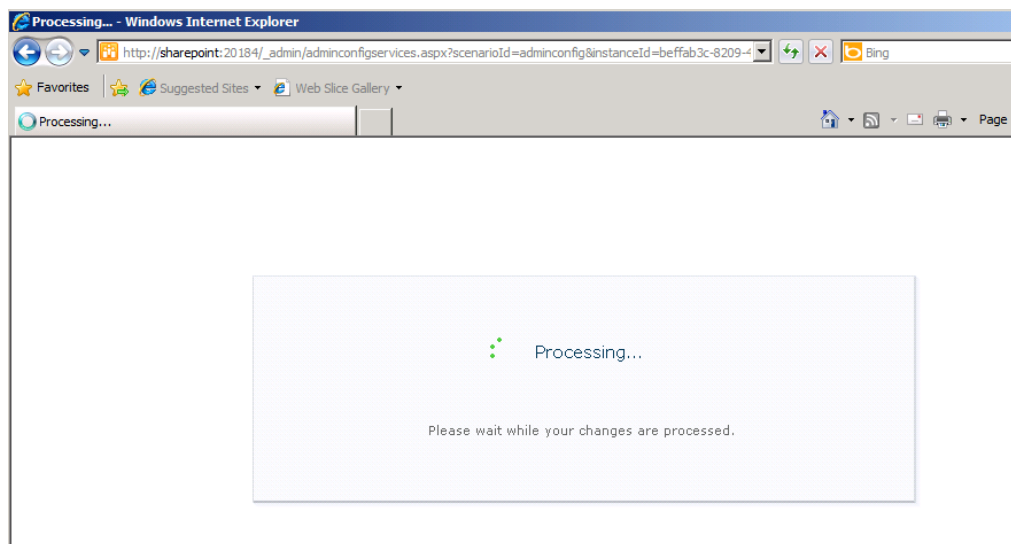 Processing... - Windows Internet Explorer
http://sharepoint:20184/_admin/adminconfigservices.aspx?scenarioId=adminconfig&instanceId=beffab3c-8209-4
Bing
Favorites Suggested Sites Web Slice Gallery
Processing...
Page
Processing...
Please wait while your changes are processed.